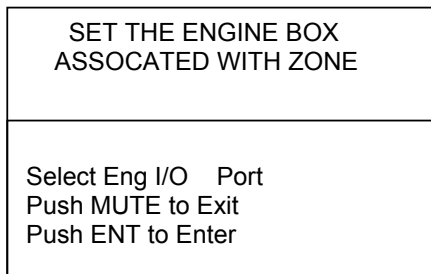 SET THE ENGINE BOX
ASSOCATED WITH ZONE
Select Eng I/O Port
Push MUTE to Exit
Push ENT to Enter